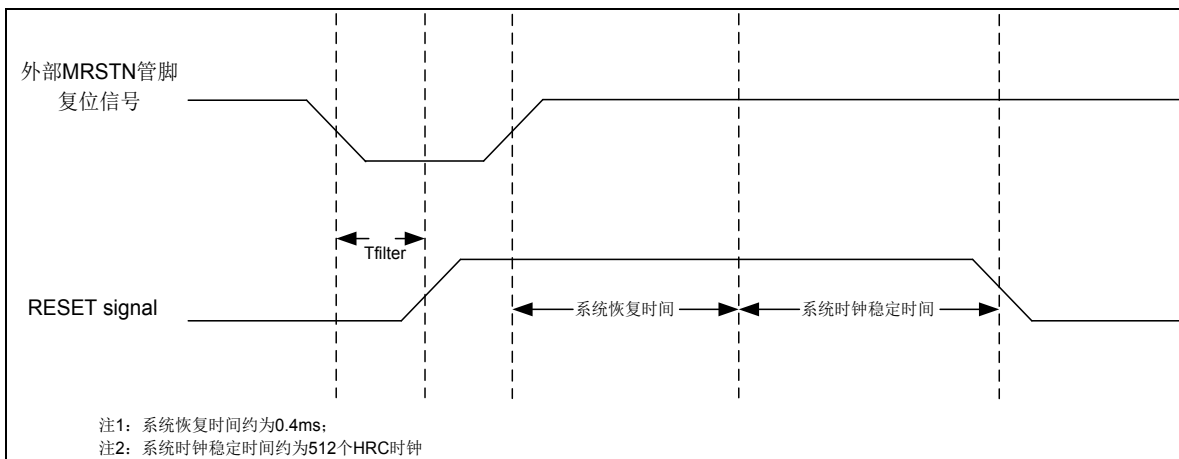 外部MRSTN管脚
复位信号
Tfilter
RESET signal
系统恢复时间
系统时钟稳定时间
注1：系统恢复时间约为0.4ms；
注2：系统时钟稳定时间约为512个HRC时钟